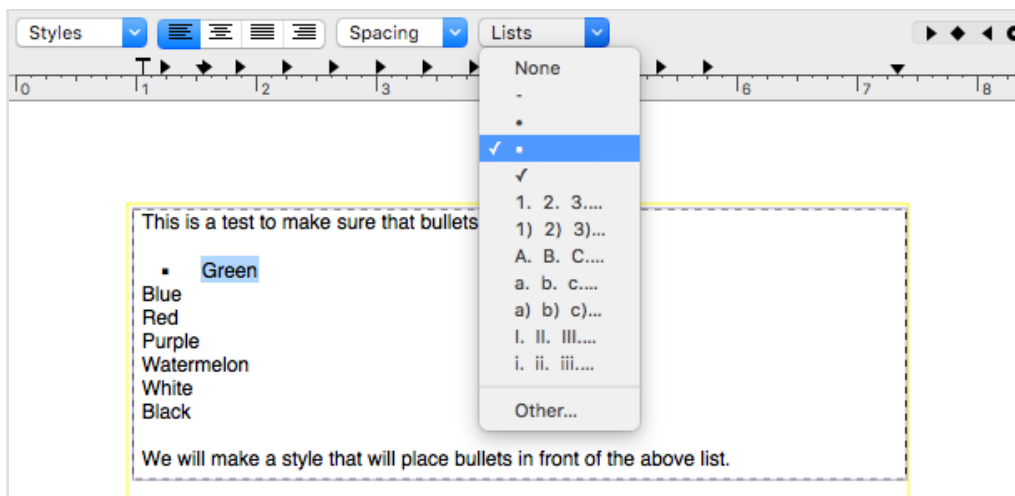 Styles Spacing Lists
0 1 2 3 6 7 8
None
-
•
✓ ▪
✓
1. 2. 3....
1) 2) 3)...
A. B. C....
a. b. c....
a) b) c)...
I. II. III....
i. ii. iii....
Other...
This is a test to make sure that bullets
▪ Green
Blue
Red
Purple
Watermelon
White
Black
We will make a style that will place bullets in front of the above list.